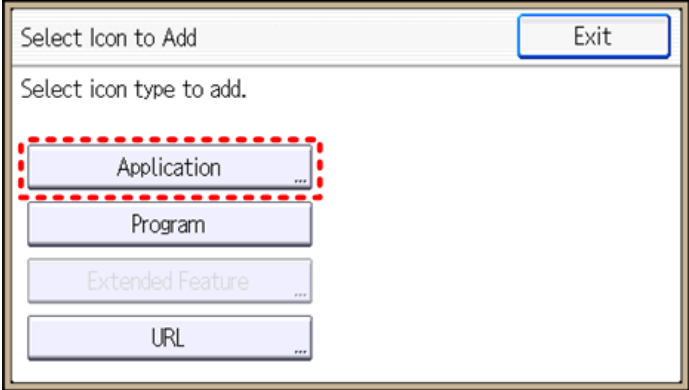 Select Icon to Add
Exit
Select icon type to add.
Application
...
Program
Extended Feature
...
URL
...